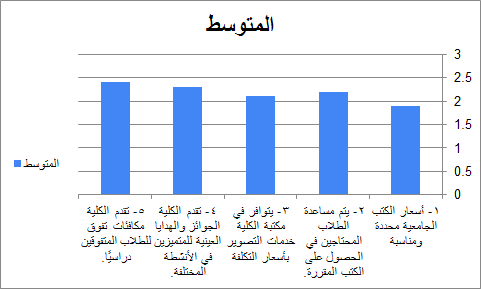 المتوسط
3
2.5
2
1.5
1
0.5
0
المتوسط
١- أسعار الكتب
الجامعية محددة
ومناسبة
٢- يتم مساعدة
الطلاب
المحتاجين في
الحصول على
الكتب المقررة.
٣- يتوافر في
مكتبة الكلية
خدمات التصوير
بأسعار التكلفة
٤- تقدم الكلية
الجوائز والهدايا
العينية للمتميزين
في الأنشطة
المختلفة.
٥- تقدم الكلية
مكافئات تفوق
للطلاب المتفوقين
دراسيًا.